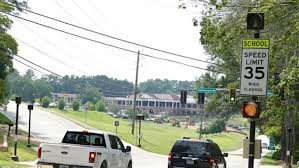 SCHOOL
SPEED
LIMIT
35
WHEN
FLASHING